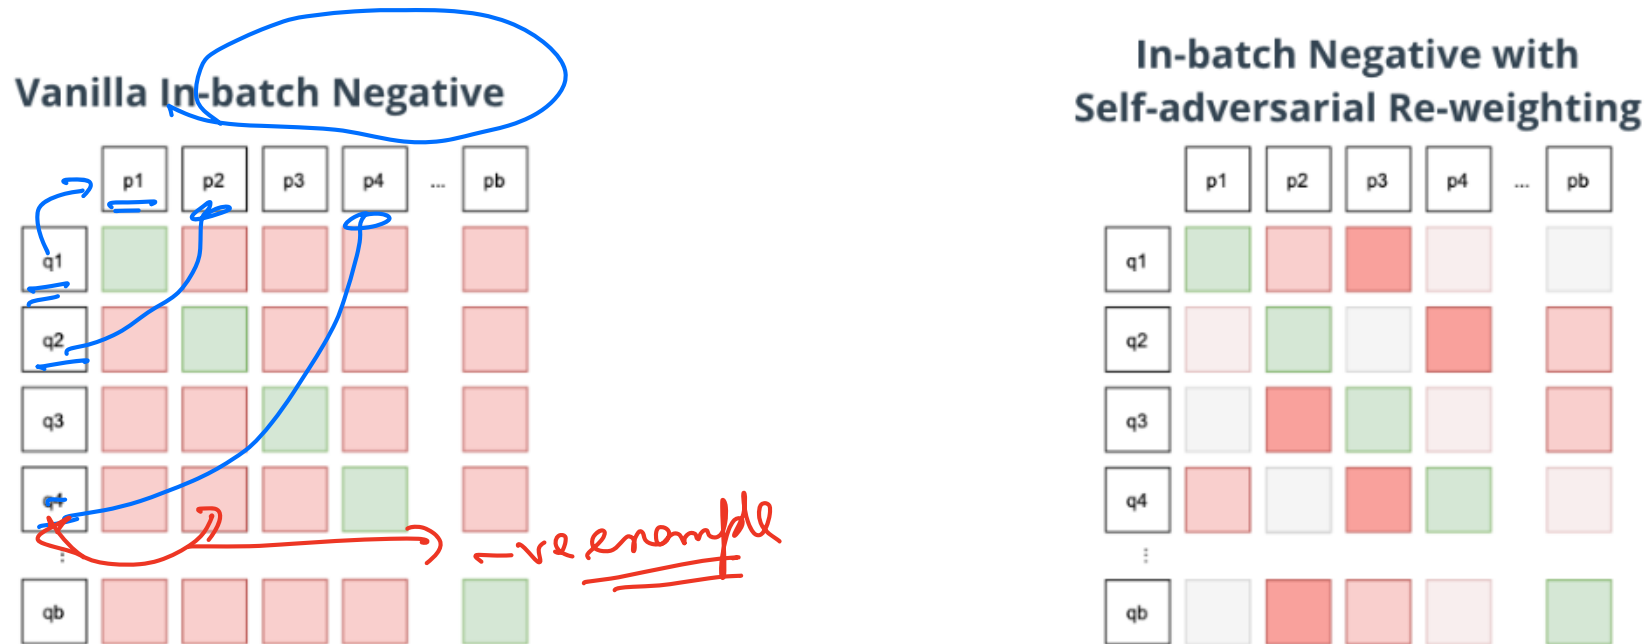 Vanilla In-batch Negative
p1 p2 p3 p4 ... pb
q1
q2
q3
q4
⋮
qb
-ve example
In-batch Negative with
Self-adversarial Re-weighting
p1 p2 p3 p4 ... pb
q1
q2
q3
q4
⋮
qb